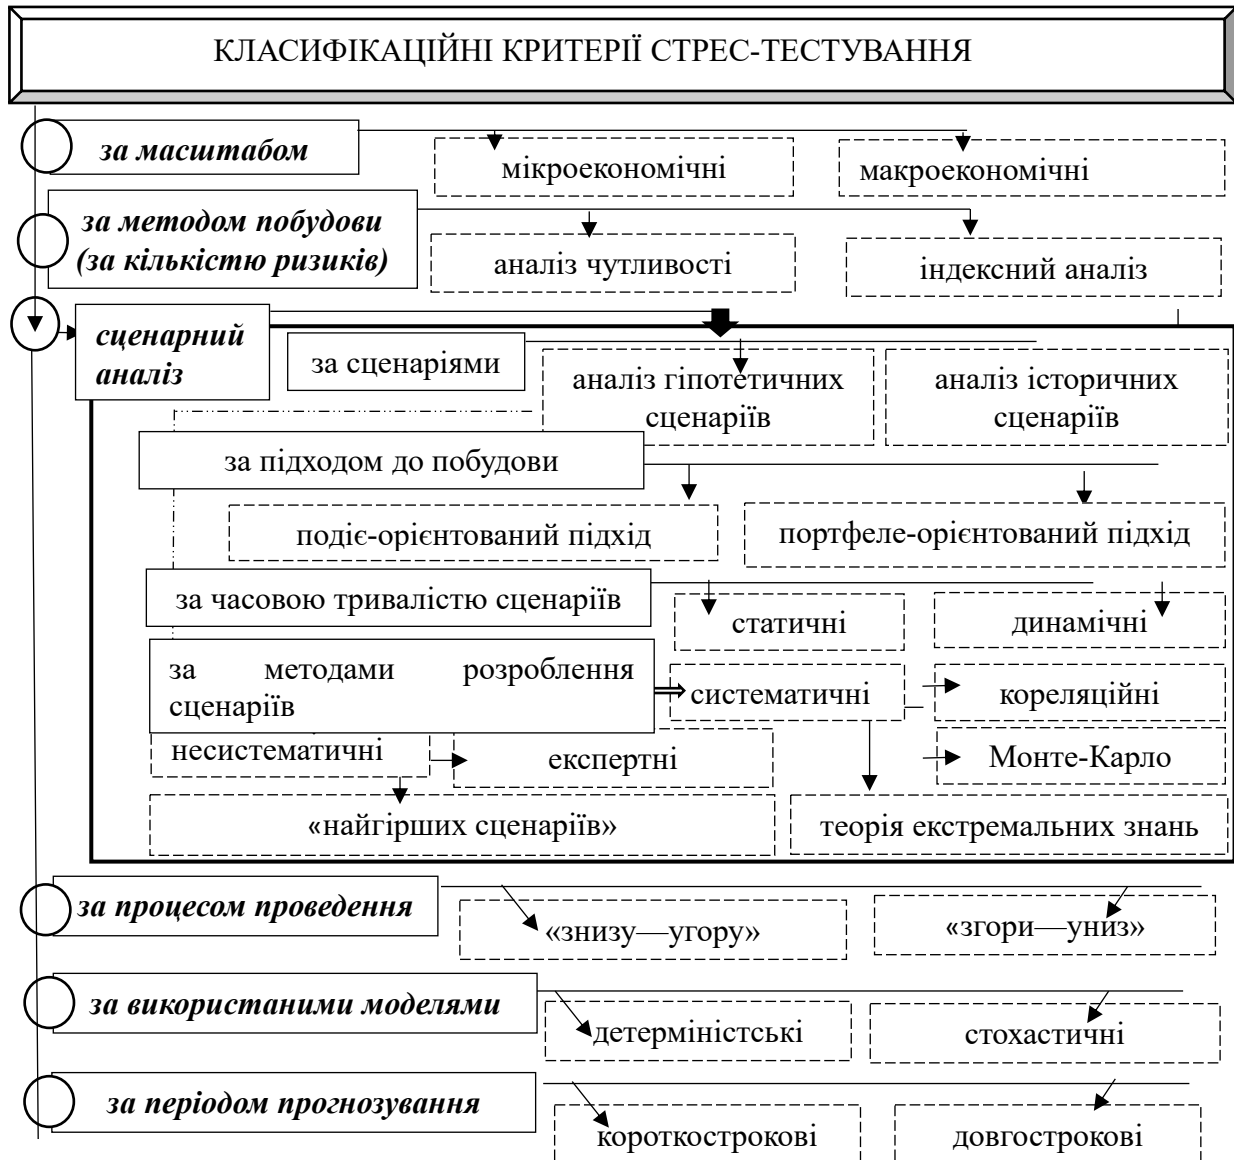 КЛАСИФІКАЦІЙНІ КРИТЕРІЇ СТРЕС-ТЕСТУВАННЯ
за масштабом
мікроекономічні
макроекономічні
за методом побудови
(за кількістю ризиків)
аналіз чутливості
індексний аналіз
сценарний
аналіз
за сценаріями
аналіз гіпотетичних
сценаріїв
аналіз історичних
сценаріїв
за підходом до побудови
подіє-орієнтований підхід
портфеле-орієнтований підхід
за часовою тривалістю сценаріїв
статичні
динамічні
за методами розроблення
сценаріїв
систематичні
кореляційні
несистематичні
експертні
Монте-Карло
«найгірших сценаріїв»
теорія екстремальних знань
за процесом проведення
«знизу—угору»
«згори—униз»
за використаними моделями
детерміністські
стохастичні
за періодом прогнозування
короткострокові
довгострокові